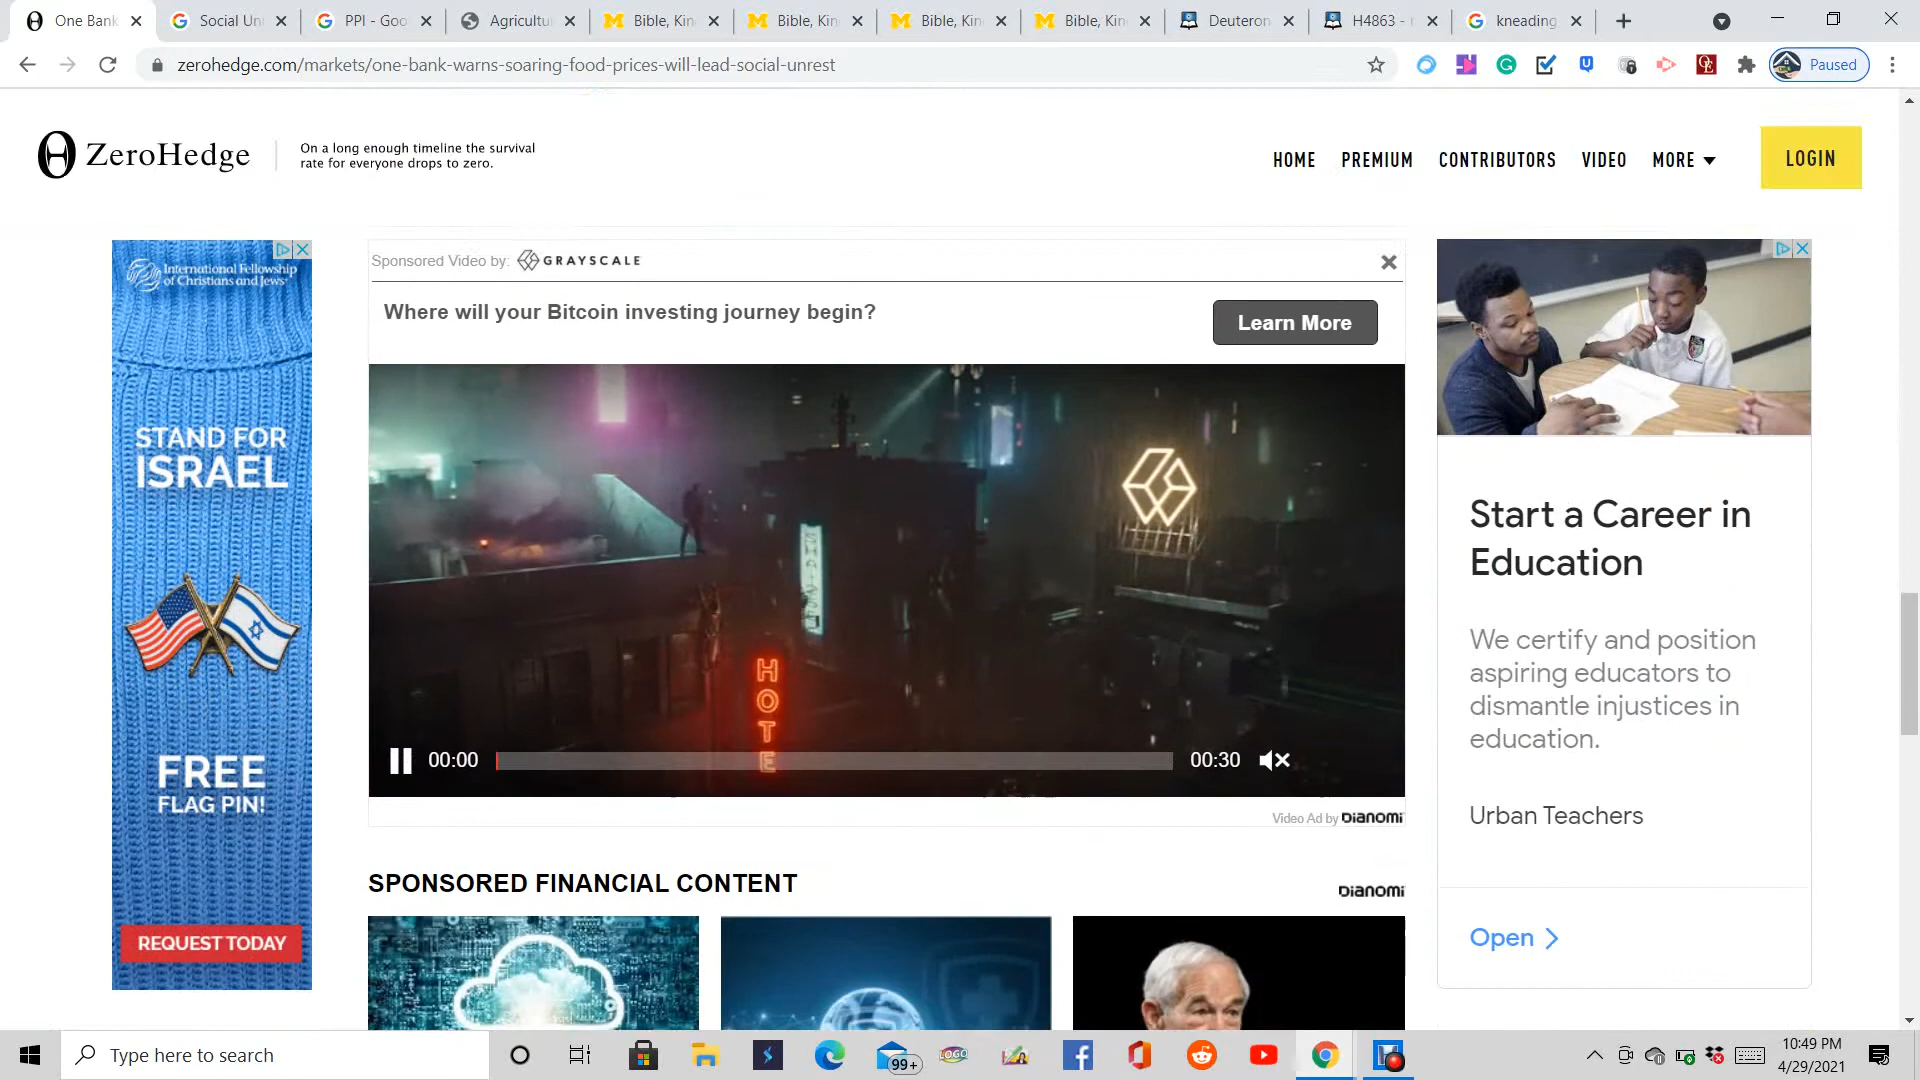 One Bank
Social Un
PPI - Goo
Agricultu
Bible, Kin
Bible, Kin
Bible, Kin
Bible, Kin
Deuteron
H4863 -
kneading
zerohedge.com/markets/one-bank-warns-soaring-food-prices-will-lead-social-unrest
Paused
ZeroHedge
On a long enough timeline the survival
rate for everyone drops to zero.
HOME
PREMIUM
CONTRIBUTORS
VIDEO
MORE
LOGIN
International Fellowship
of Christians and Jews
STAND FOR
ISRAEL
FREE
FLAG PIN!
REQUEST TODAY
Sponsored Video by: GRAYSCALE
Where will your Bitcoin investing journey begin?
Learn More
HOTE
00:00
00:30
Video Ad by DIANOMI
SPONSORED FINANCIAL CONTENT
DIANOMI
Start a Career in
Education
We certify and position
aspiring educators to
dismantle injustices in
education.
Urban Teachers
Open
Type here to search
99+
LOGO
10:49 PM
4/29/2021